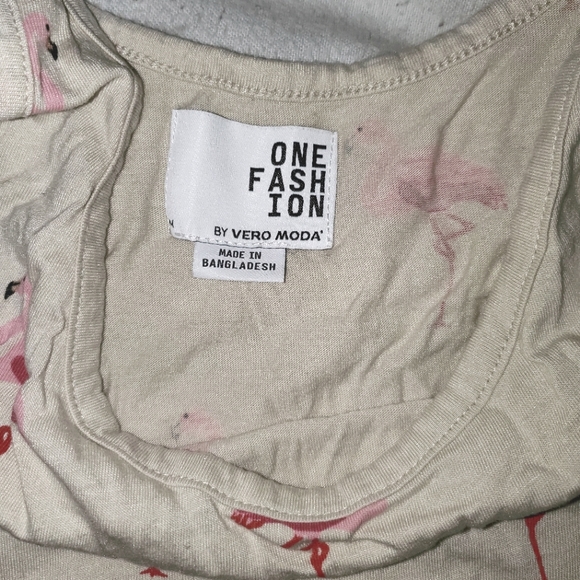 ONE
FASH
ION
M
BY VERO MODA
MADE IN
BANGLADESH